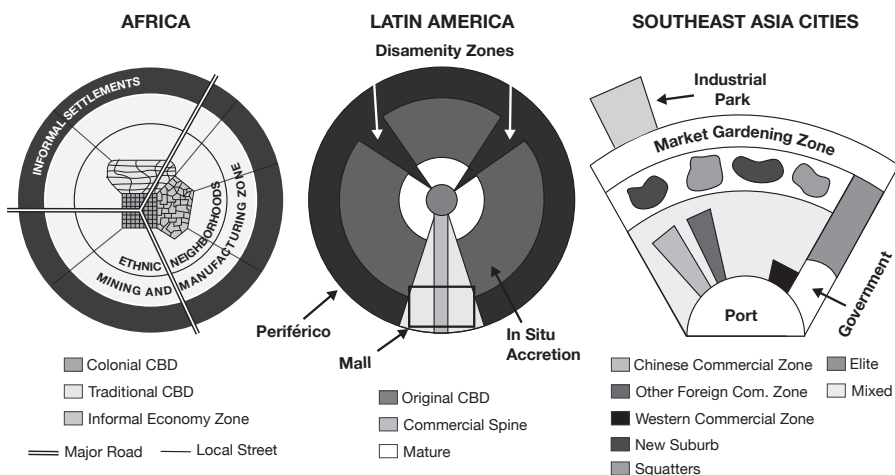 AFRICA
INFORMAL SETTLEMENTS
ETHNIC NEIGHBORHOODS
MINING AND MANUFACTURING ZONE
Colonial CBD
Traditional CBD
Informal Economy Zone
Major Road
Local Street
LATIN AMERICA
Disamenity Zones
Periférico
Mall
In Situ
Accretion
Original CBD
Commercial Spine
Mature
SOUTHEAST ASIA CITIES
Industrial
Park
Market Gardening Zone
Port
Government
Chinese Commercial Zone
Other Foreign Com. Zone
Western Commercial Zone
New Suburb
Squatters
Elite
Mixed